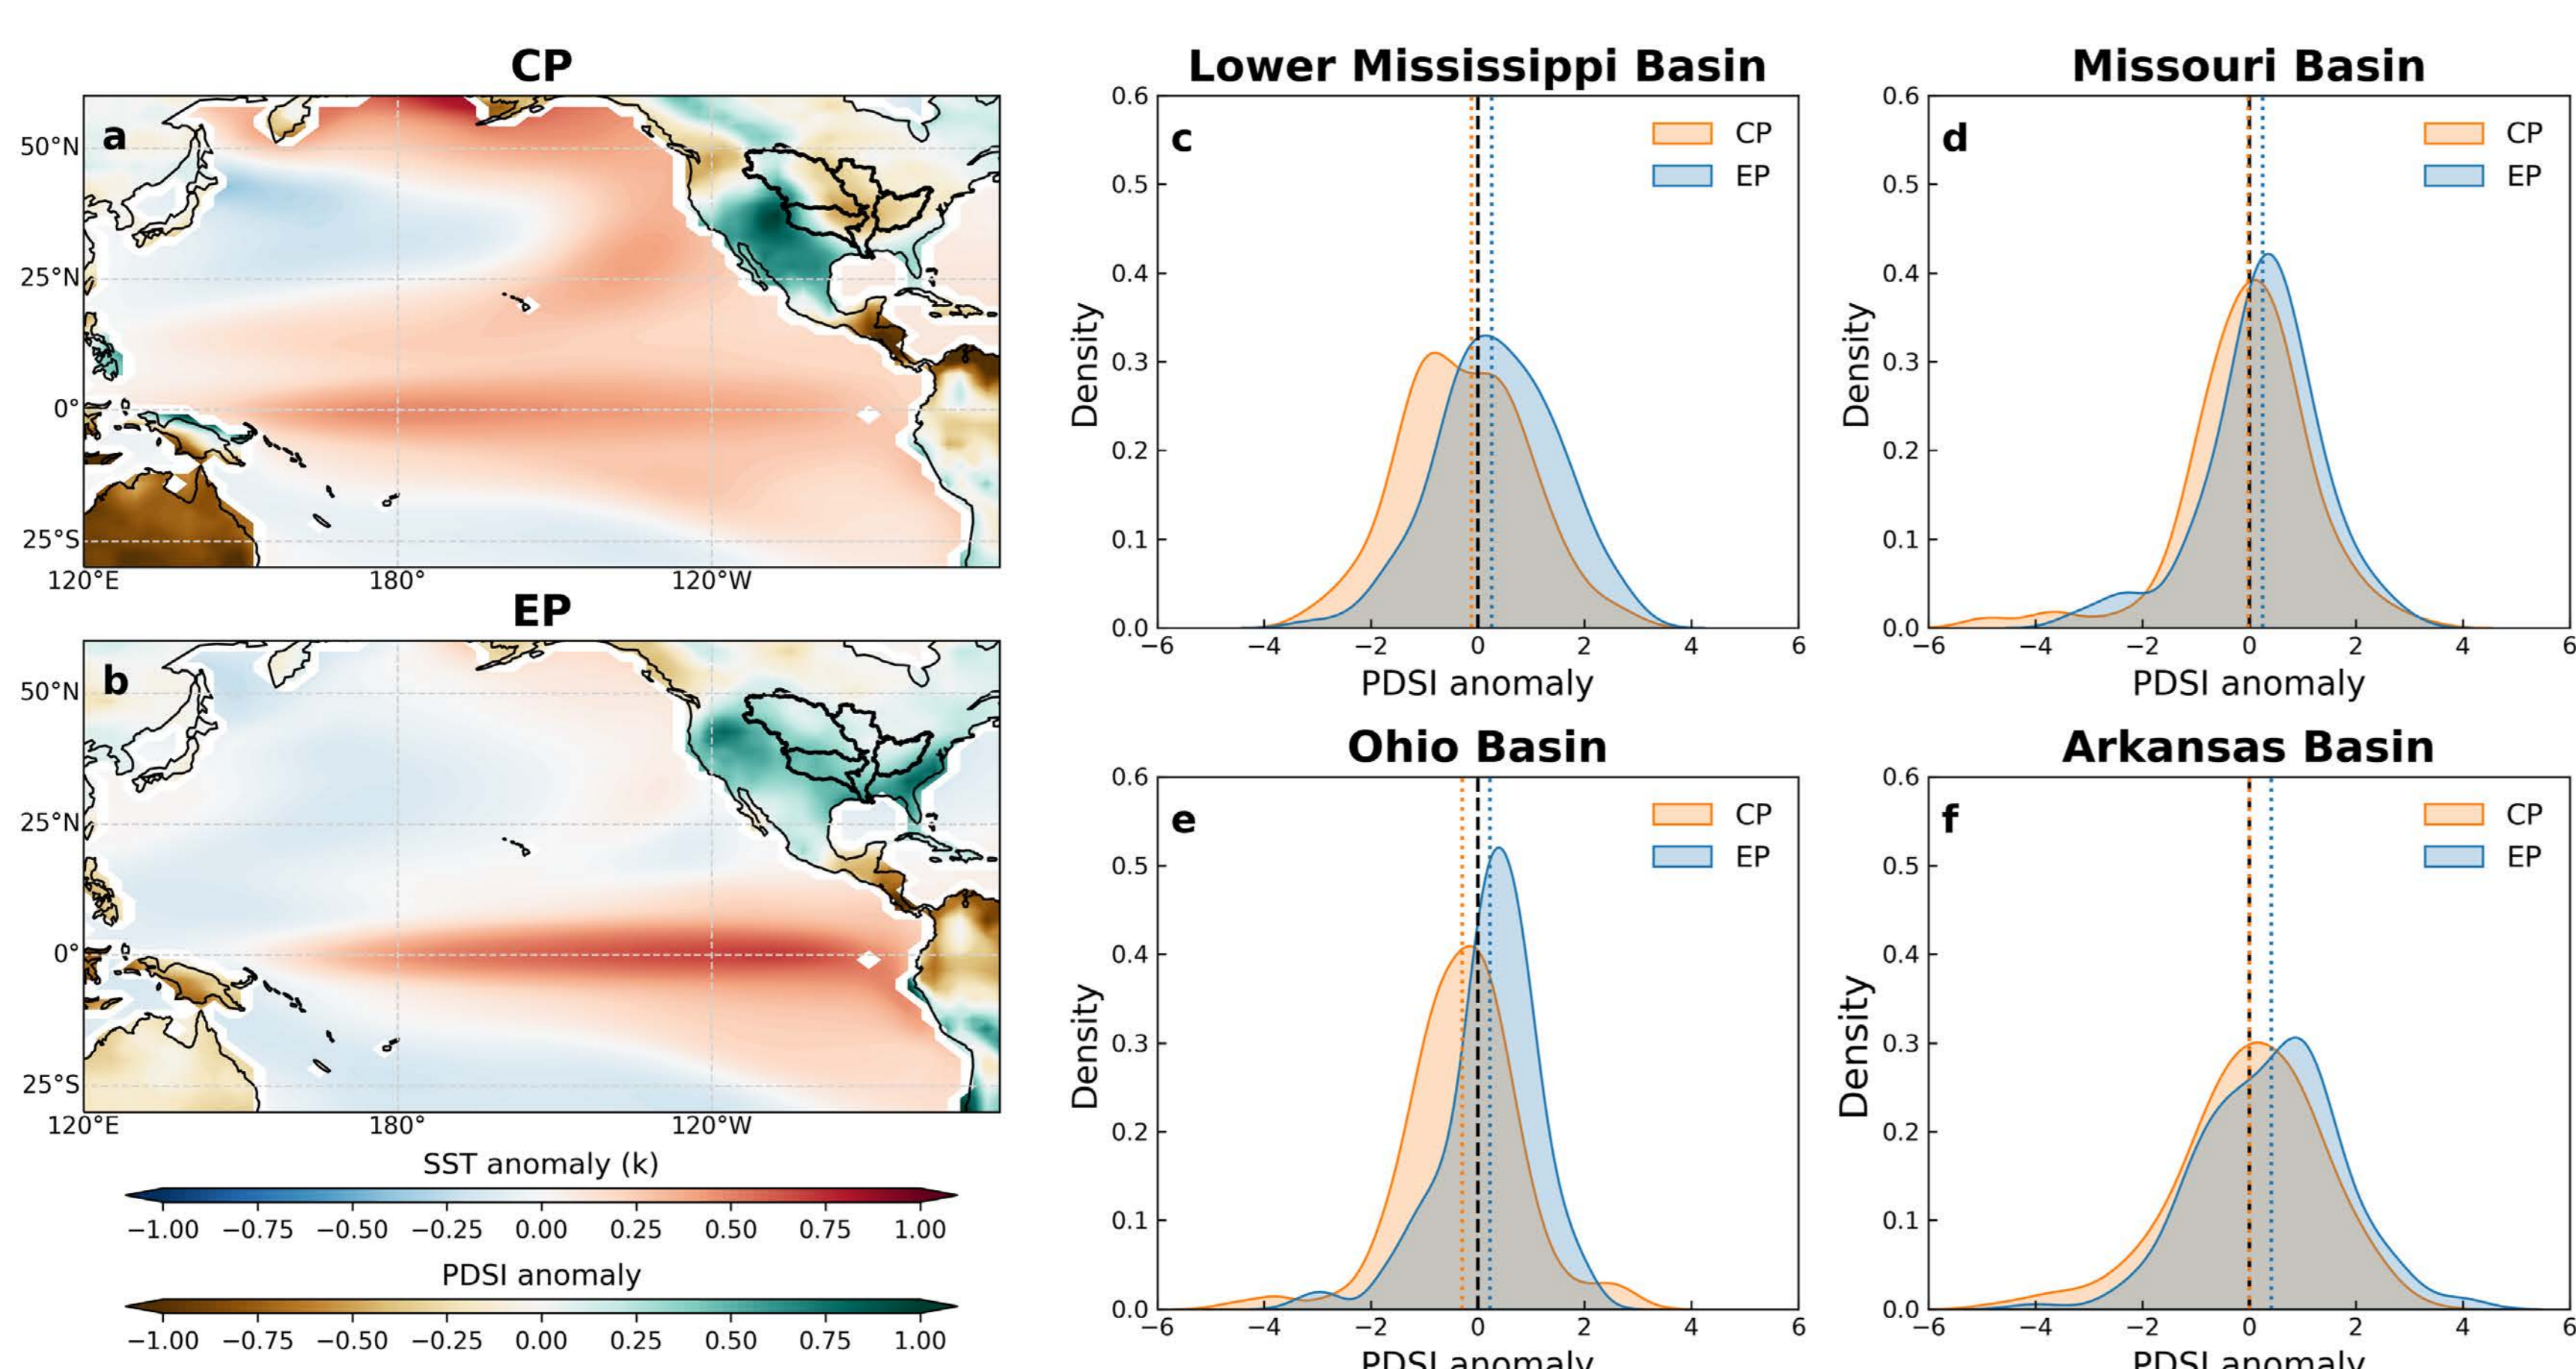 CP
a
50°N
25°N
0°
25°S
120°E 180° 120°W
EP
b
50°N
25°N
0°
25°S
120°E 180° 120°W
SST anomaly (k)
−1.00 −0.75 −0.50 −0.25 0.00 0.25 0.50 0.75 1.00
PDSI anomaly
−1.00 −0.75 −0.50 −0.25 0.00 0.25 0.50 0.75 1.00
Lower Mississippi Basin
c
CP
EP
0.6
0.5
0.4
0.3
0.2
0.1
0.0
Density
−6 −4 −2 0 2 4 6
PDSI anomaly
Missouri Basin
d
CP
EP
0.6
0.5
0.4
0.3
0.2
0.1
0.0
Density
−6 −4 −2 0 2 4 6
PDSI anomaly
Ohio Basin
e
CP
EP
0.6
0.5
0.4
0.3
0.2
0.1
0.0
Density
−6 −4 −2 0 2 4 6
PDSI anomaly
Arkansas Basin
f
CP
EP
0.6
0.5
0.4
0.3
0.2
0.1
0.0
Density
−6 −4 −2 0 2 4 6
PDSI anomaly